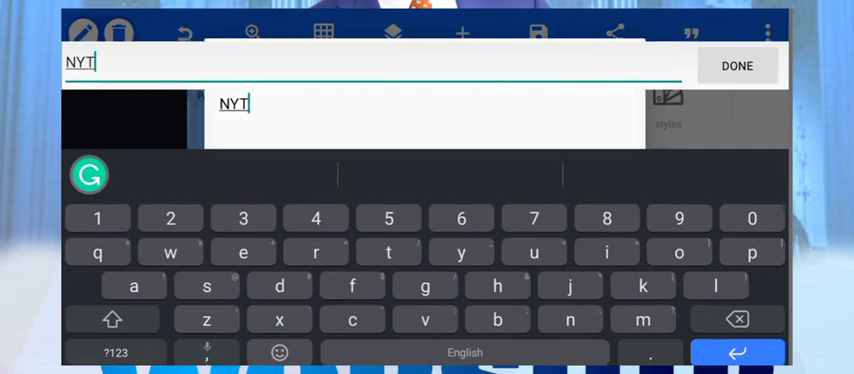 NYT
DONE
NYT
styles
1 2 3 4 5 6 7 8 9 0
q w e r t y u i o p
a s d f g h j k l
z x c v b n m
?123 , English .